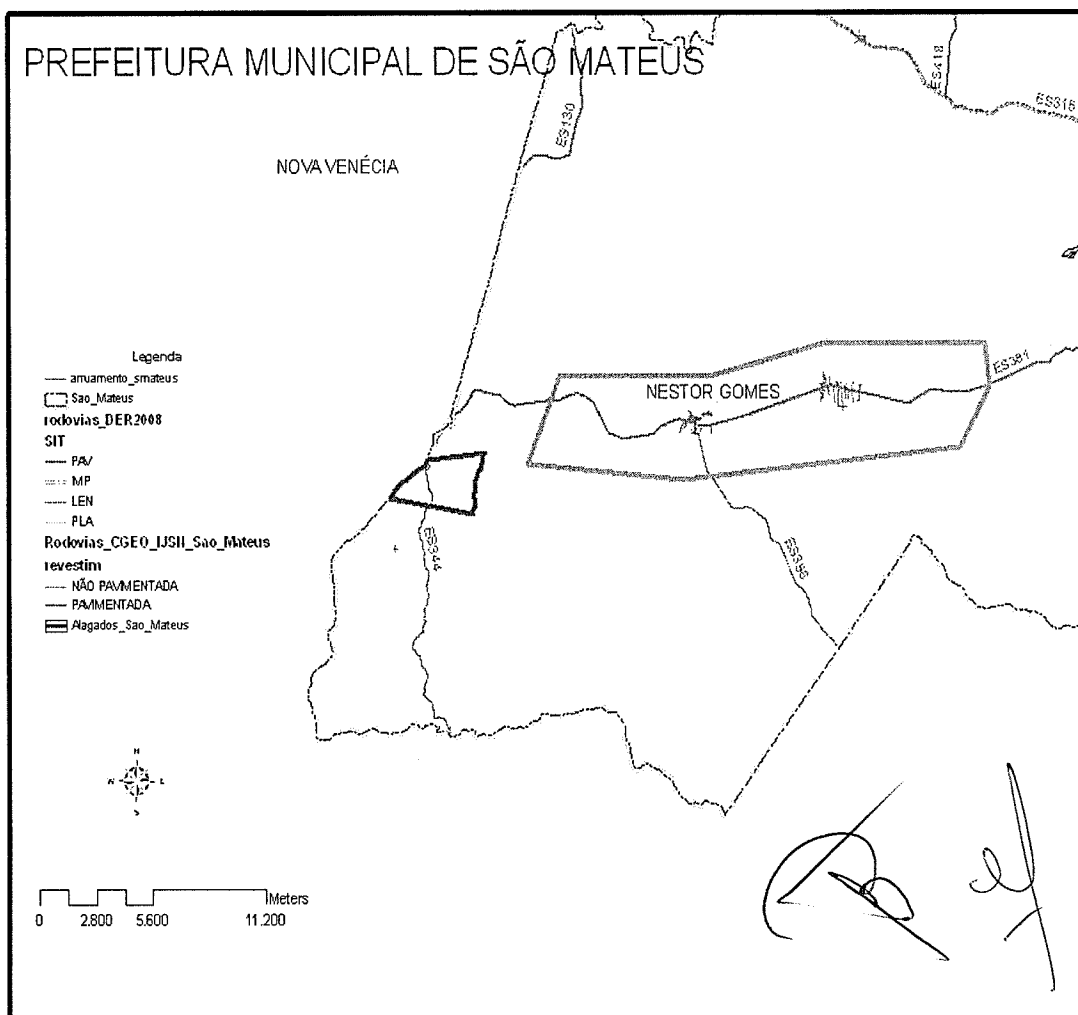 PREFEITURA MUNICIPAL DE SÃO MATEUS
ES418
ES315
ES130
NOVA VENÉCIA
Legenda
arruamento_smateus
Sao_Mateus
rodovias_DER2008
SIT
PAV
MP
LEN
PLA
Rodovias_CGEO_IJSN_Sao_Mateus
revestim
NÃO PAVIMENTADA
PAVIMENTADA
Alagados_Sao_Mateus
NESTOR GOMES
ES381
ES344
N
L
S
Meters
0 2.800 5.600 11.200